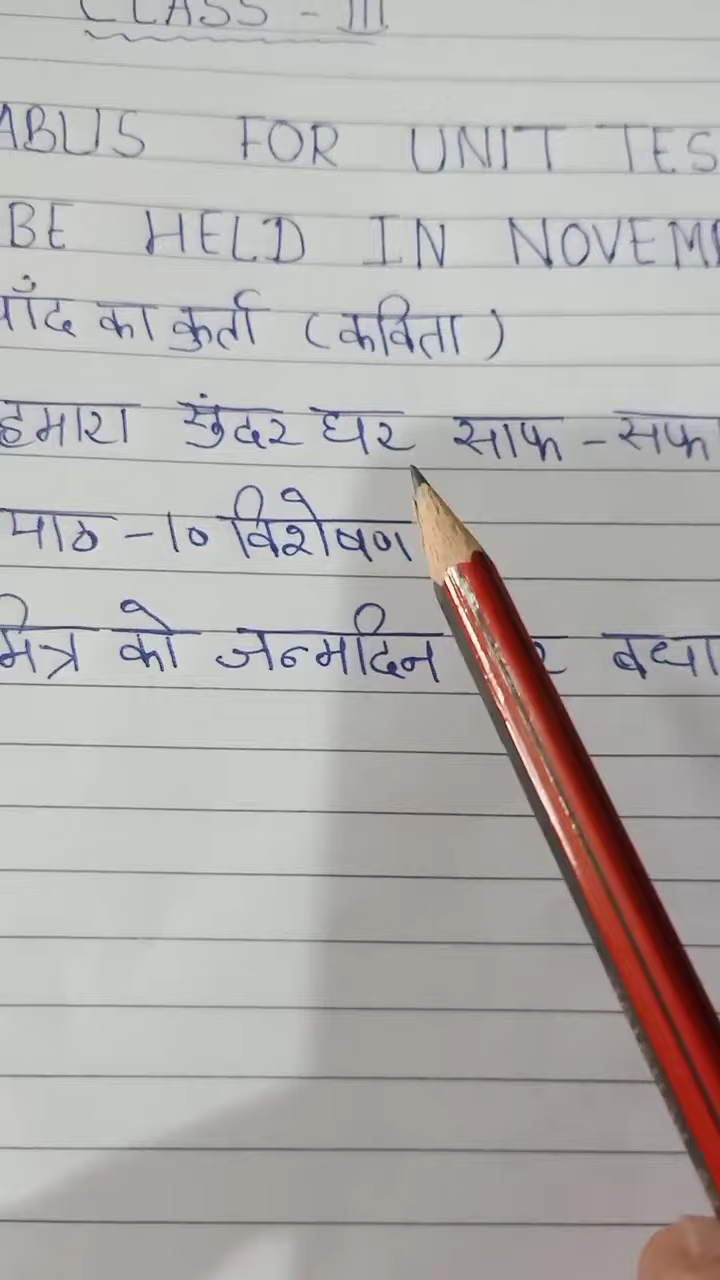 CLASS - III
ABUS FOR UNIT TES
BE HELD IN NOVEM
चाँद का कुर्ता (कविता)
हमारा सुंदर घर साफ - सफ
पाठ - 10 विशेषण
मित्र को जन्मदिन बधा